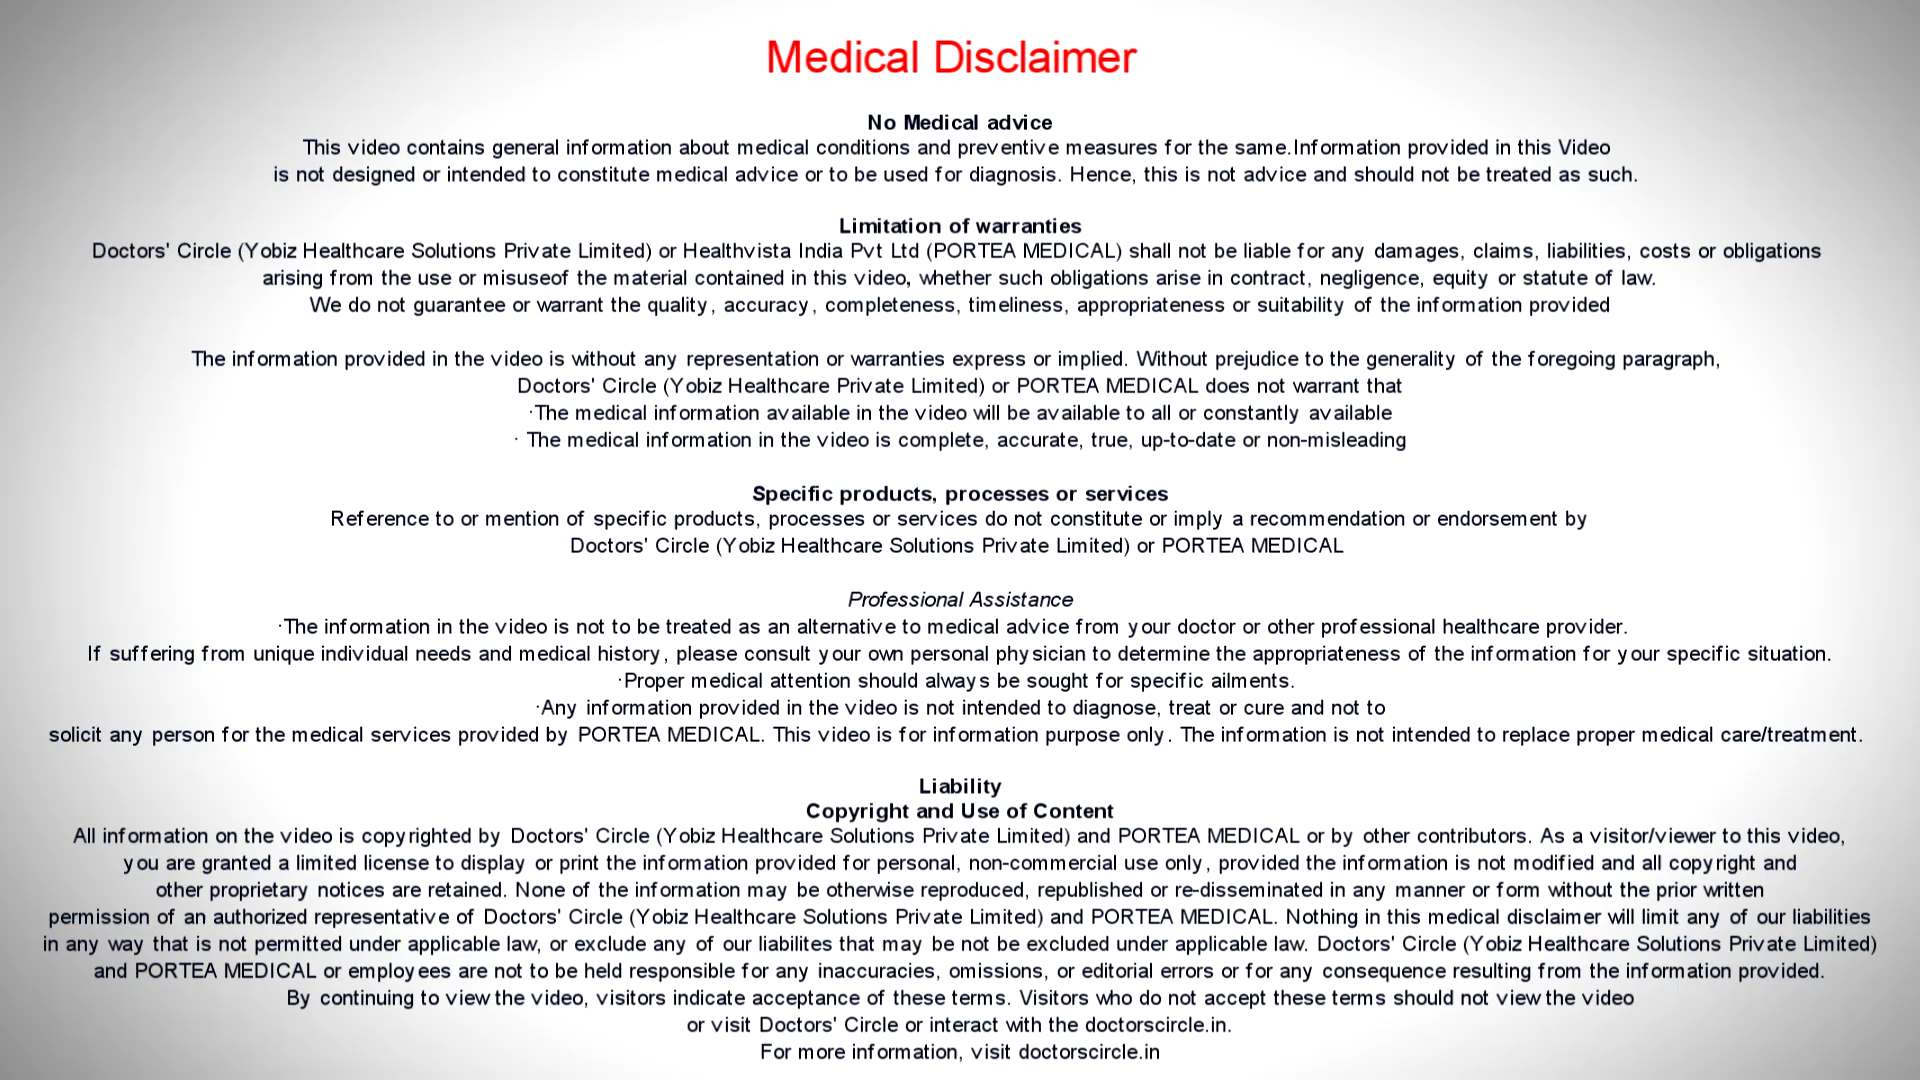 Medical Disclaimer
No Medical advice
This video contains general information about medical conditions and preventive measures for the same.Information provided in this Video
is not designed or intended to constitute medical advice or to be used for diagnosis. Hence, this is not advice and should not be treated as such.
Limitation of warranties
Doctors' Circle (Yobiz Healthcare Solutions Private Limited) or Healthvista India Pvt Ltd (PORTEA MEDICAL) shall not be liable for any damages, claims, liabilities, costs or obligations
arising from the use or misuseof the material contained in this video, whether such obligations arise in contract, negligence, equity or statute of law.
We do not guarantee or warrant the quality, accuracy, completeness, timeliness, appropriateness or suitability of the information provided
The information provided in the video is without any representation or warranties express or implied. Without prejudice to the generality of the foregoing paragraph,
Doctors' Circle (Yobiz Healthcare Private Limited) or PORTEA MEDICAL does not warrant that
·The medical information available in the video will be available to all or constantly available
· The medical information in the video is complete, accurate, true, up-to-date or non-misleading
Specific products, processes or services
Reference to or mention of specific products, processes or services do not constitute or imply a recommendation or endorsement by
Doctors' Circle (Yobiz Healthcare Solutions Private Limited) or PORTEA MEDICAL
Professional Assistance
·The information in the video is not to be treated as an alternative to medical advice from your doctor or other professional healthcare provider.
If suffering from unique individual needs and medical history, please consult your own personal physician to determine the appropriateness of the information for your specific situation.
·Proper medical attention should always be sought for specific ailments.
·Any information provided in the video is not intended to diagnose, treat or cure and not to
solicit any person for the medical services provided by PORTEA MEDICAL. This video is for information purpose only. The information is not intended to replace proper medical care/treatment.
Liability
Copyright and Use of Content
All information on the video is copyrighted by Doctors' Circle (Yobiz Healthcare Solutions Private Limited) and PORTEA MEDICAL or by other contributors. As a visitor/viewer to this video,
you are granted a limited license to display or print the information provided for personal, non-commercial use only, provided the information is not modified and all copyright and
other proprietary notices are retained. None of the information may be otherwise reproduced, republished or re-disseminated in any manner or form without the prior written
permission of an authorized representative of Doctors' Circle (Yobiz Healthcare Solutions Private Limited) and PORTEA MEDICAL. Nothing in this medical disclaimer will limit any of our liabilities
in any way that is not permitted under applicable law, or exclude any of our liabilites that may be not be excluded under applicable law. Doctors' Circle (Yobiz Healthcare Solutions Private Limited)
and PORTEA MEDICAL or employees are not to be held responsible for any inaccuracies, omissions, or editorial errors or for any consequence resulting from the information provided.
By continuing to view the video, visitors indicate acceptance of these terms. Visitors who do not accept these terms should not view the video
or visit Doctors' Circle or interact with the doctorscircle.in.
For more information, visit doctorscircle.in